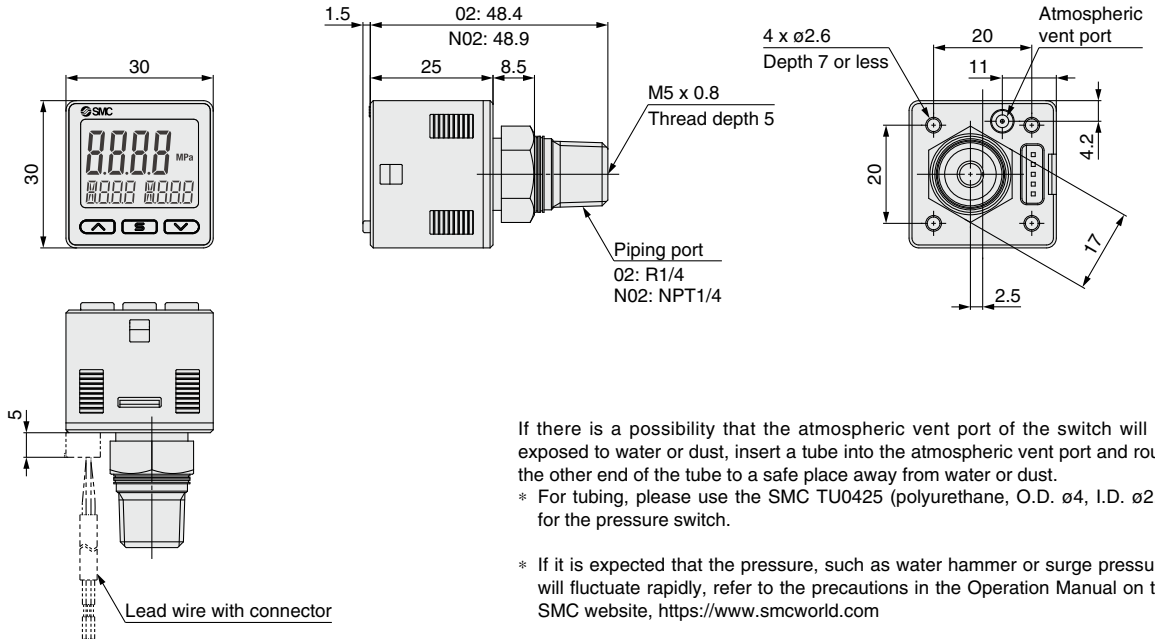 1.5
02: 48.4
N02: 48.9
25
8.5
M5 x 0.8
Thread depth 5
Piping port
02: R1/4
N02: NPT1/4
30
30
SMC
8.8.8.8
MPa
4 x ø2.6
Depth 7 or less
20
Atmospheric
vent port
11
4.2
20
17
2.5
5
Lead wire with connector
If there is a possibility that the atmospheric vent port of the switch will
exposed to water or dust, insert a tube into the atmospheric vent port and rou
the other end of the tube to a safe place away from water or dust.
* For tubing, please use the SMC TU0425 (polyurethane, O.D. ø4, I.D. ø2
for the pressure switch.
* If it is expected that the pressure, such as water hammer or surge pressu
will fluctuate rapidly, refer to the precautions in the Operation Manual on t
SMC website, https://www.smcworld.com